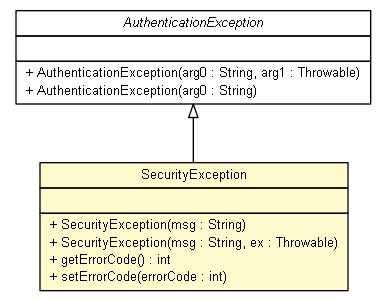 AuthenticationException
+ AuthenticationException(arg0 : String, arg1 : Throwable)
+ AuthenticationException(arg0 : String)
SecurityException
+ SecurityException(msg : String)
+ SecurityException(msg : String, ex : Throwable)
+ getErrorCode() : int
+ setErrorCode(errorCode : int)